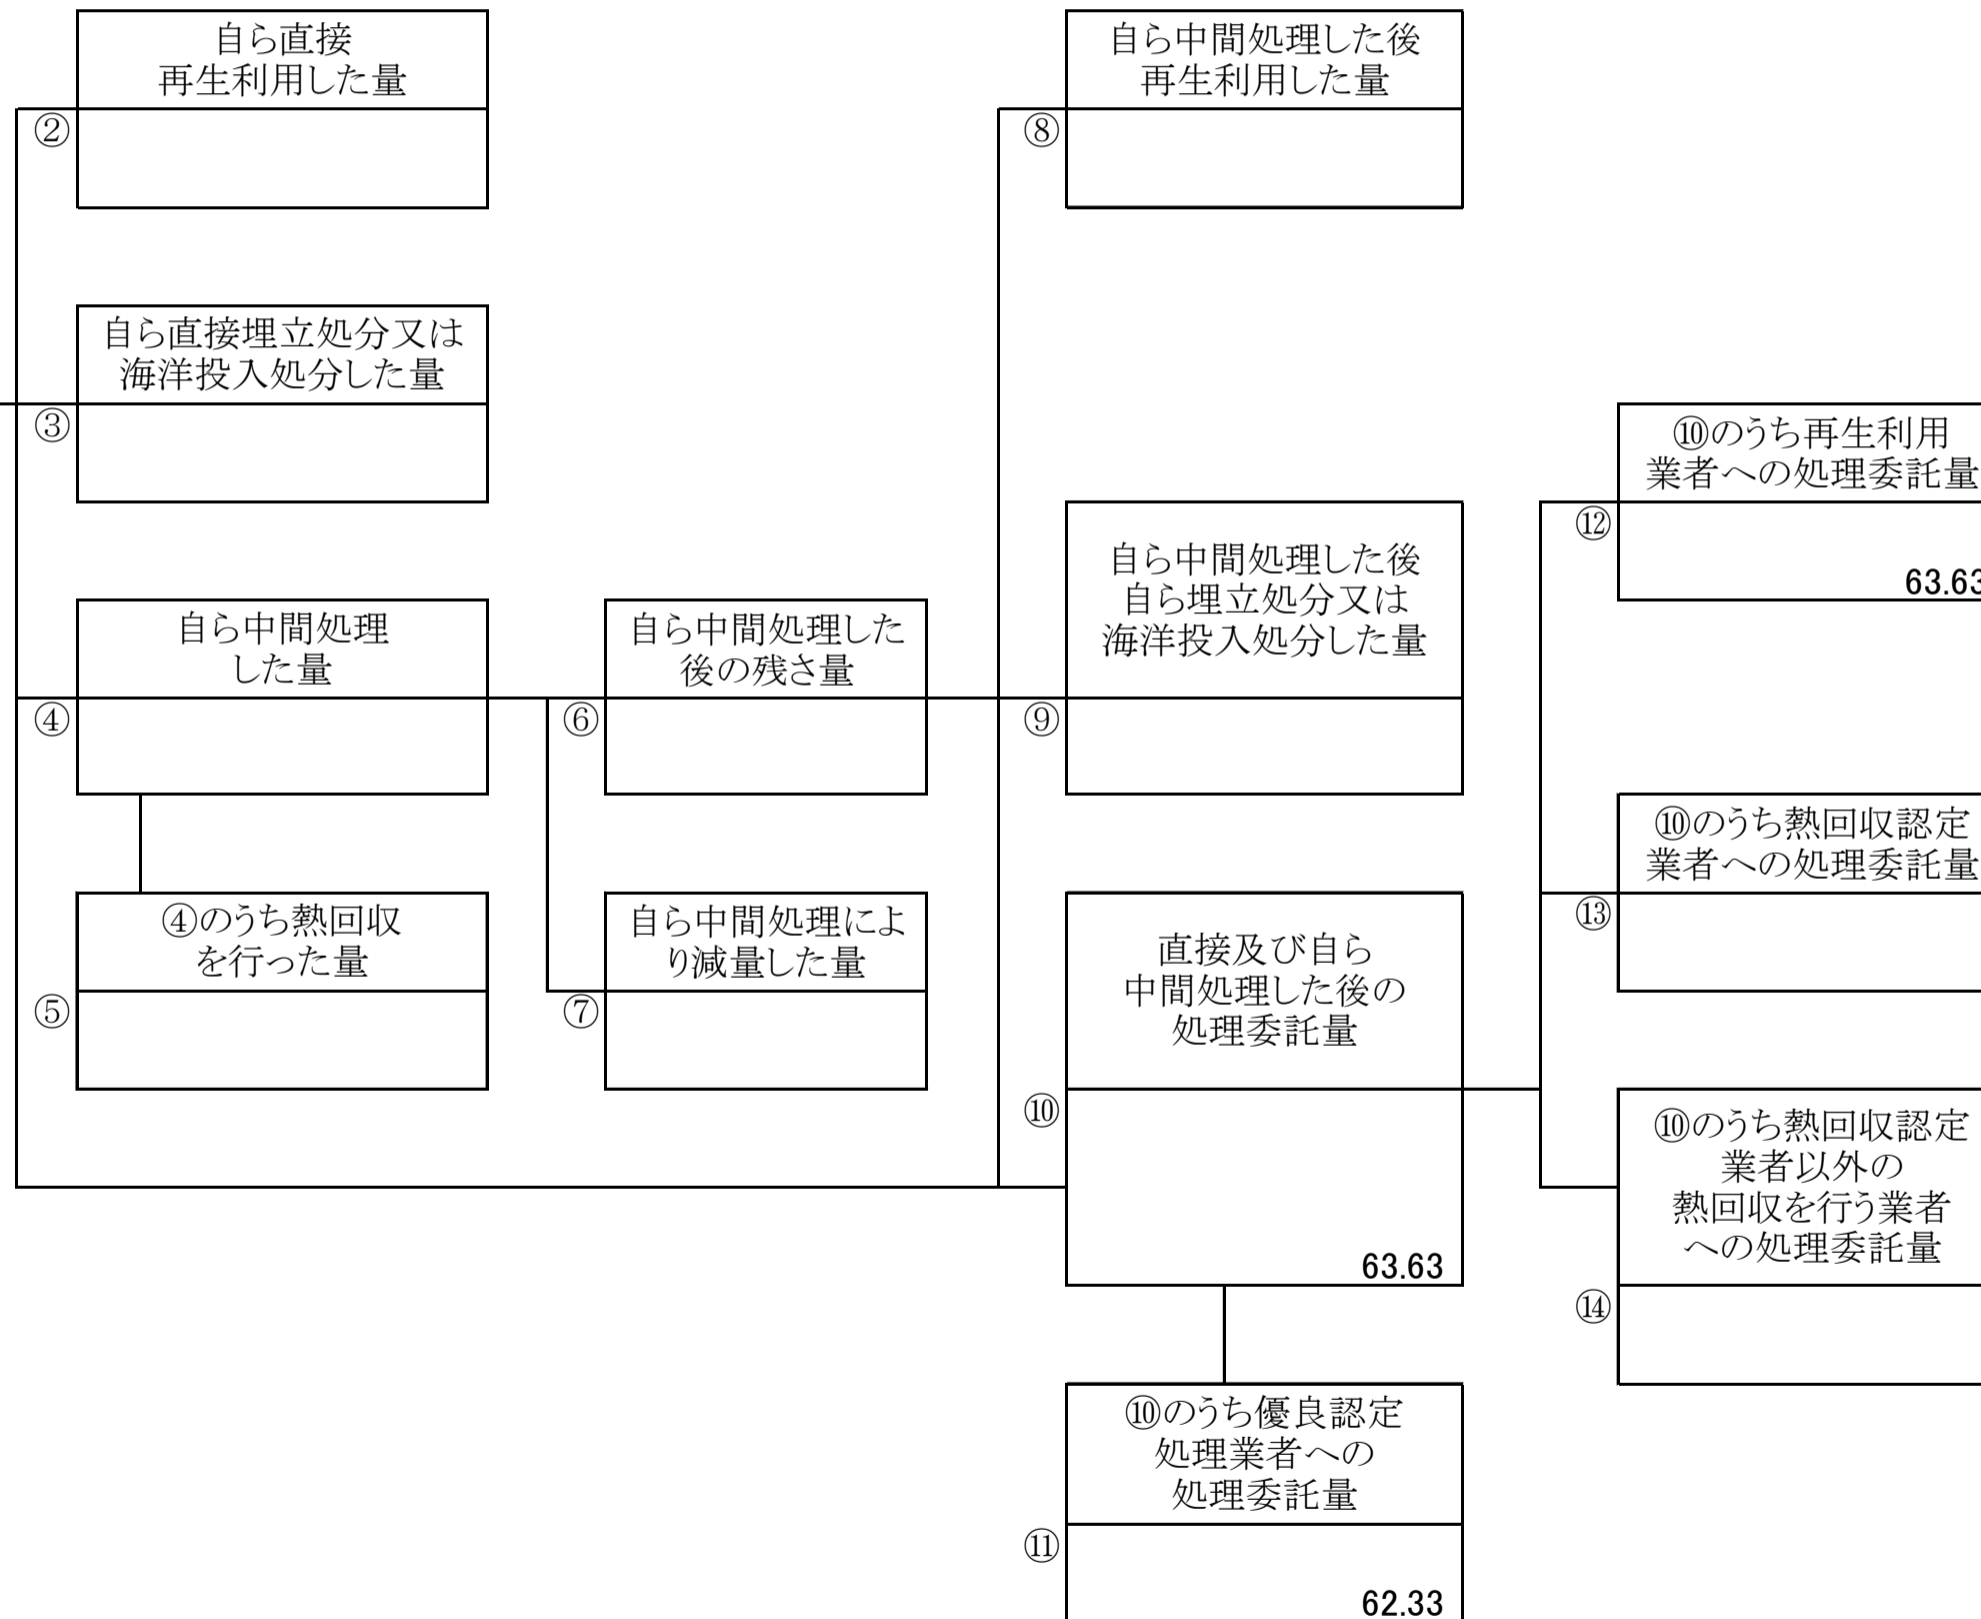 自ら直接
再生利用した量
②
自ら中間処理した後
再生利用した量
⑧
自ら直接埋立処分又は
海洋投入処分した量
③
⑩のうち再生利用
業者への処理委託量
⑫
63.63
自ら中間処理した後
自ら埋立処分又は
海洋投入処分した量
⑨
自ら中間処理
した量
④
自ら中間処理した
後の残さ量
⑥
⑩のうち熱回収認定
業者への処理委託量
⑬
④のうち熱回収
を行った量
⑤
自ら中間処理によ
り減量した量
⑦
直接及び自ら
中間処理した後の
処理委託量
⑩
63.63
⑩のうち熱回収認定
業者以外の
熱回収を行う業者
への処理委託量
⑭
⑩のうち優良認定
処理業者への
処理委託量
⑪
62.33